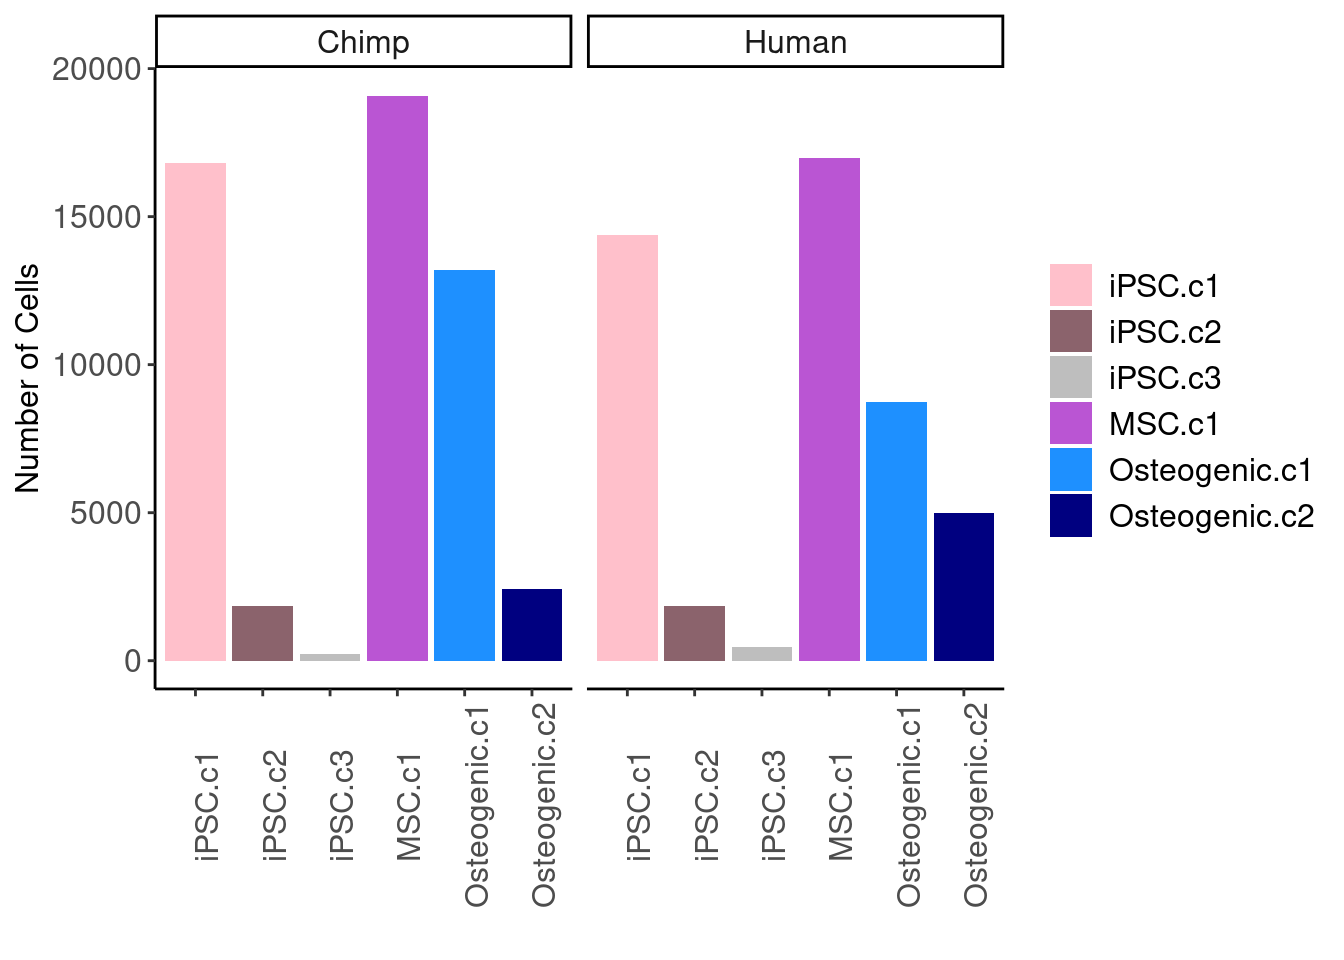 Chimp
Human
20000
15000
10000
5000
0
Number of Cells
iPSC.c1
iPSC.c2
iPSC.c3
MSC.c1
Osteogenic.c1
Osteogenic.c2
iPSC.c1
iPSC.c2
iPSC.c3
MSC.c1
Osteogenic.c1
Osteogenic.c2
iPSC.c1
iPSC.c2
iPSC.c3
MSC.c1
Osteogenic.c1
Osteogenic.c2